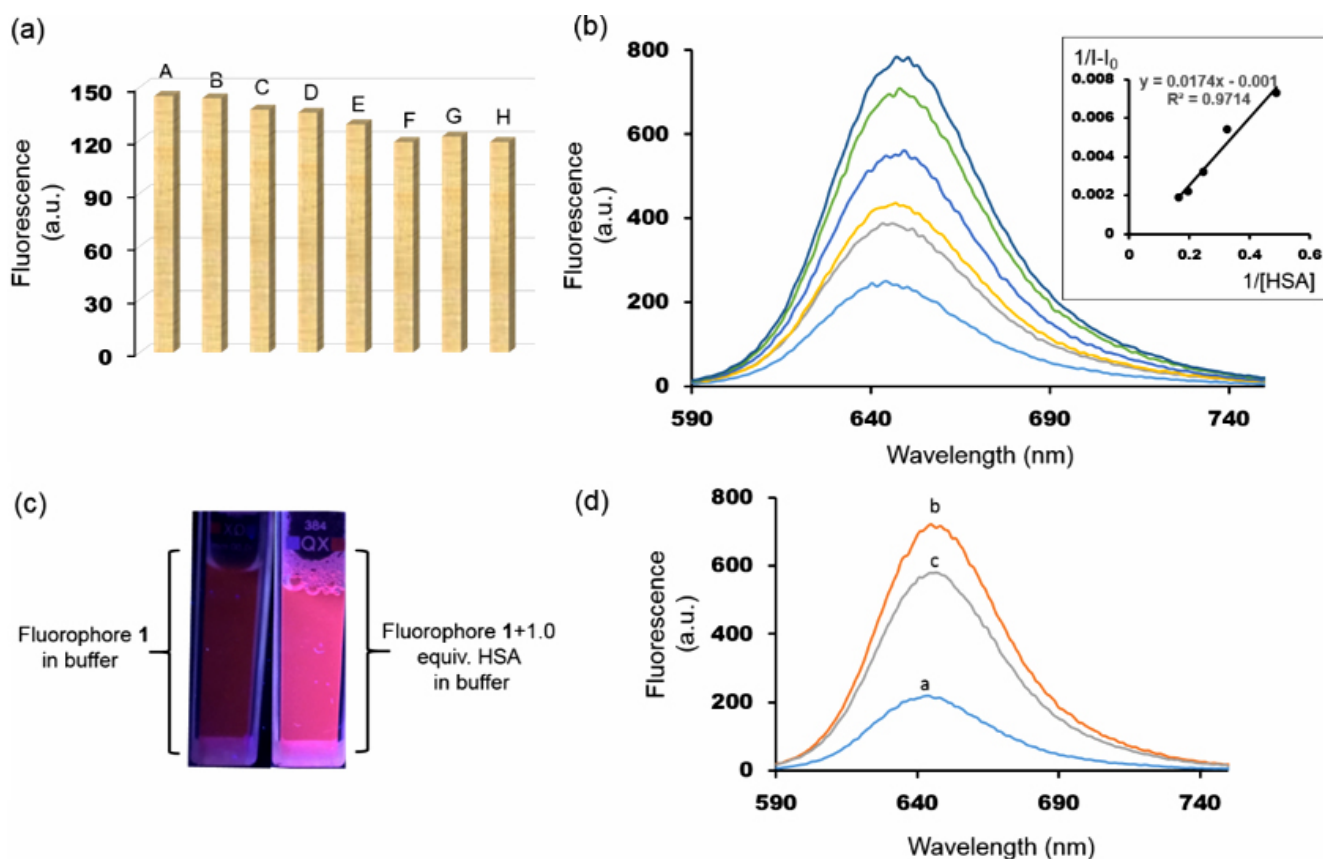 (a)
Fluorescence
(a.u.)
150
120
90
60
30
0
A
B
C
D
E
F
G
H
(b)
Fluorescence
(a.u.)
800
600
400
200
0
590
640
690
740
Wavelength (nm)
1/I-I₀
y = 0.0174x - 0.001
R² = 0.9714
0.008
0.006
0.004
0.002
0
1
0.2
0.4
0.6
1/[HSA]
(c)
Fluorophore 1
in buffer
384
QX
Fluorophore 1+1.0
equiv. HSA
in buffer
(d)
Fluorescence
(a.u.)
800
600
400
200
0
b
c
a
590
640
690
740
Wavelength (nm)